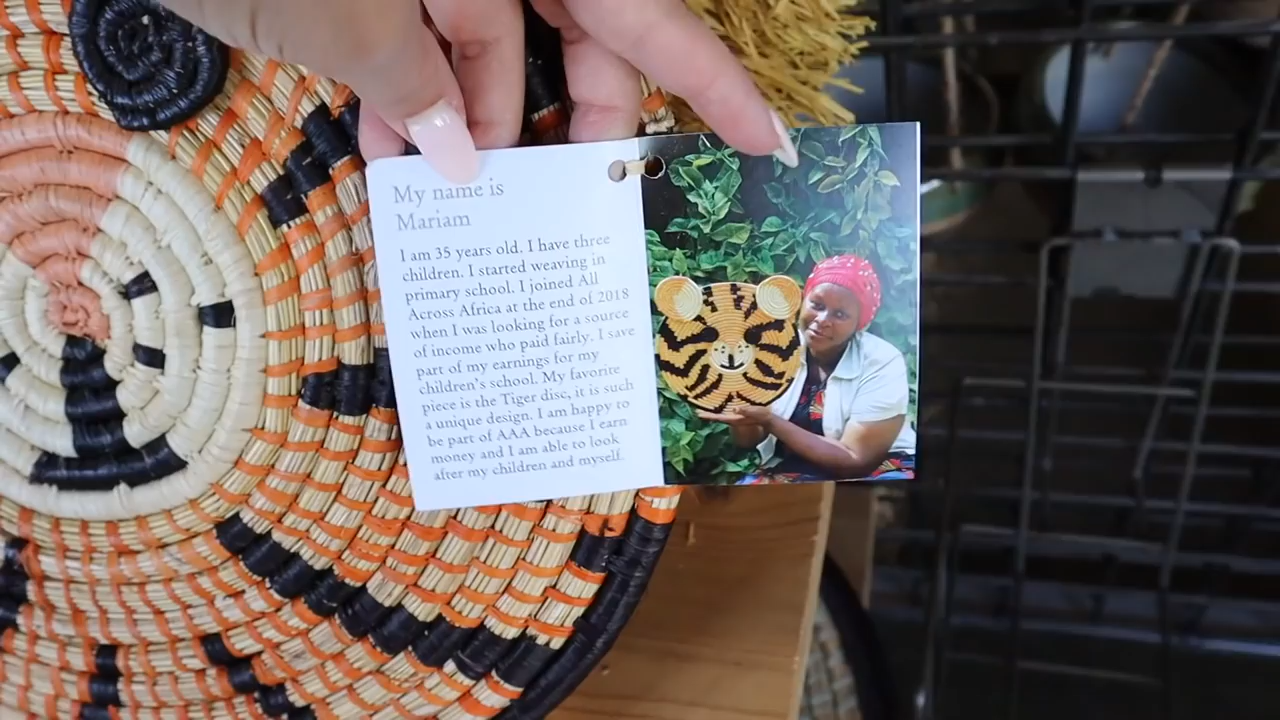 My name is
Mariam
I am 35 years old. I have three
children. I started weaving in
primary school. I joined All
Across Africa at the end of 2018
when I was looking for a source
of income who paid fairly. I save
part of my earnings for my
children's school. My favorite
piece is the Tiger disc, it is such
a unique design. I am happy to
be part of AAA because I earn
money and I am able to look
after my children and myself.